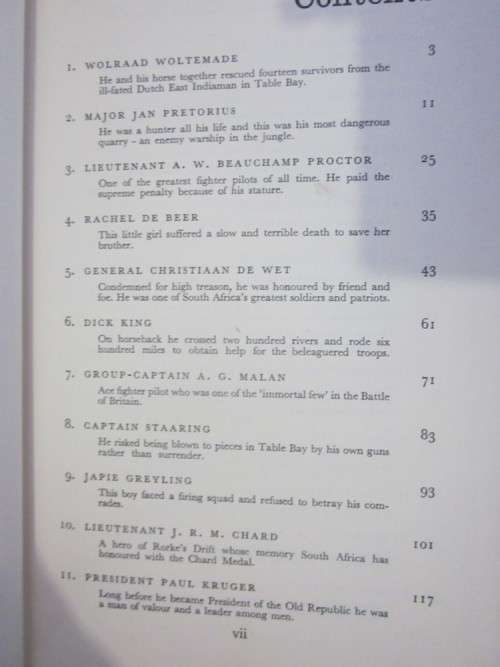 Contents
1. WOLRAAD WOLTEMADE 3
He and his horse together rescued fourteen survivors from the
ill-fated Dutch East Indiaman in Table Bay.
2. MAJOR JAN PRETORIUS 11
He was a hunter all his life and this was his most dangerous
quarry – an enemy warship in the jungle.
3. LIEUTENANT A. W. BEAUCHAMP PROCTOR 25
One of the greatest fighter pilots of all time. He paid the
supreme penalty because of his stature.
4. RACHEL DE BEER 35
This little girl suffered a slow and terrible death to save her
brother.
5. GENERAL CHRISTIAAN DE WET 43
Condemned for high treason, he was honoured by friend and
foe. He was one of South Africa's greatest soldiers and patriots.
6. DICK KING 61
On horseback he crossed two hundred rivers and rode six
hundred miles to obtain help for the beleaguered troops.
7. GROUP-CAPTAIN A. G. MALAN 71
Ace fighter pilot who was one of the 'immortal few' in the Battle
of Britain.
8. CAPTAIN STAARING 83
He risked being blown to pieces in Table Bay by his own guns
rather than surrender.
9. JAPIE GREYLING 93
This boy faced a firing squad and refused to betray his com-
rades.
10. LIEUTENANT J. R. M. CHARD 101
A hero of Rorke's Drift whose memory South Africa has
honoured with the Chard Medal.
11. PRESIDENT PAUL KRUGER 117
Long before he became President of the Old Republic he was
a man of valour and a leader among men.
vii